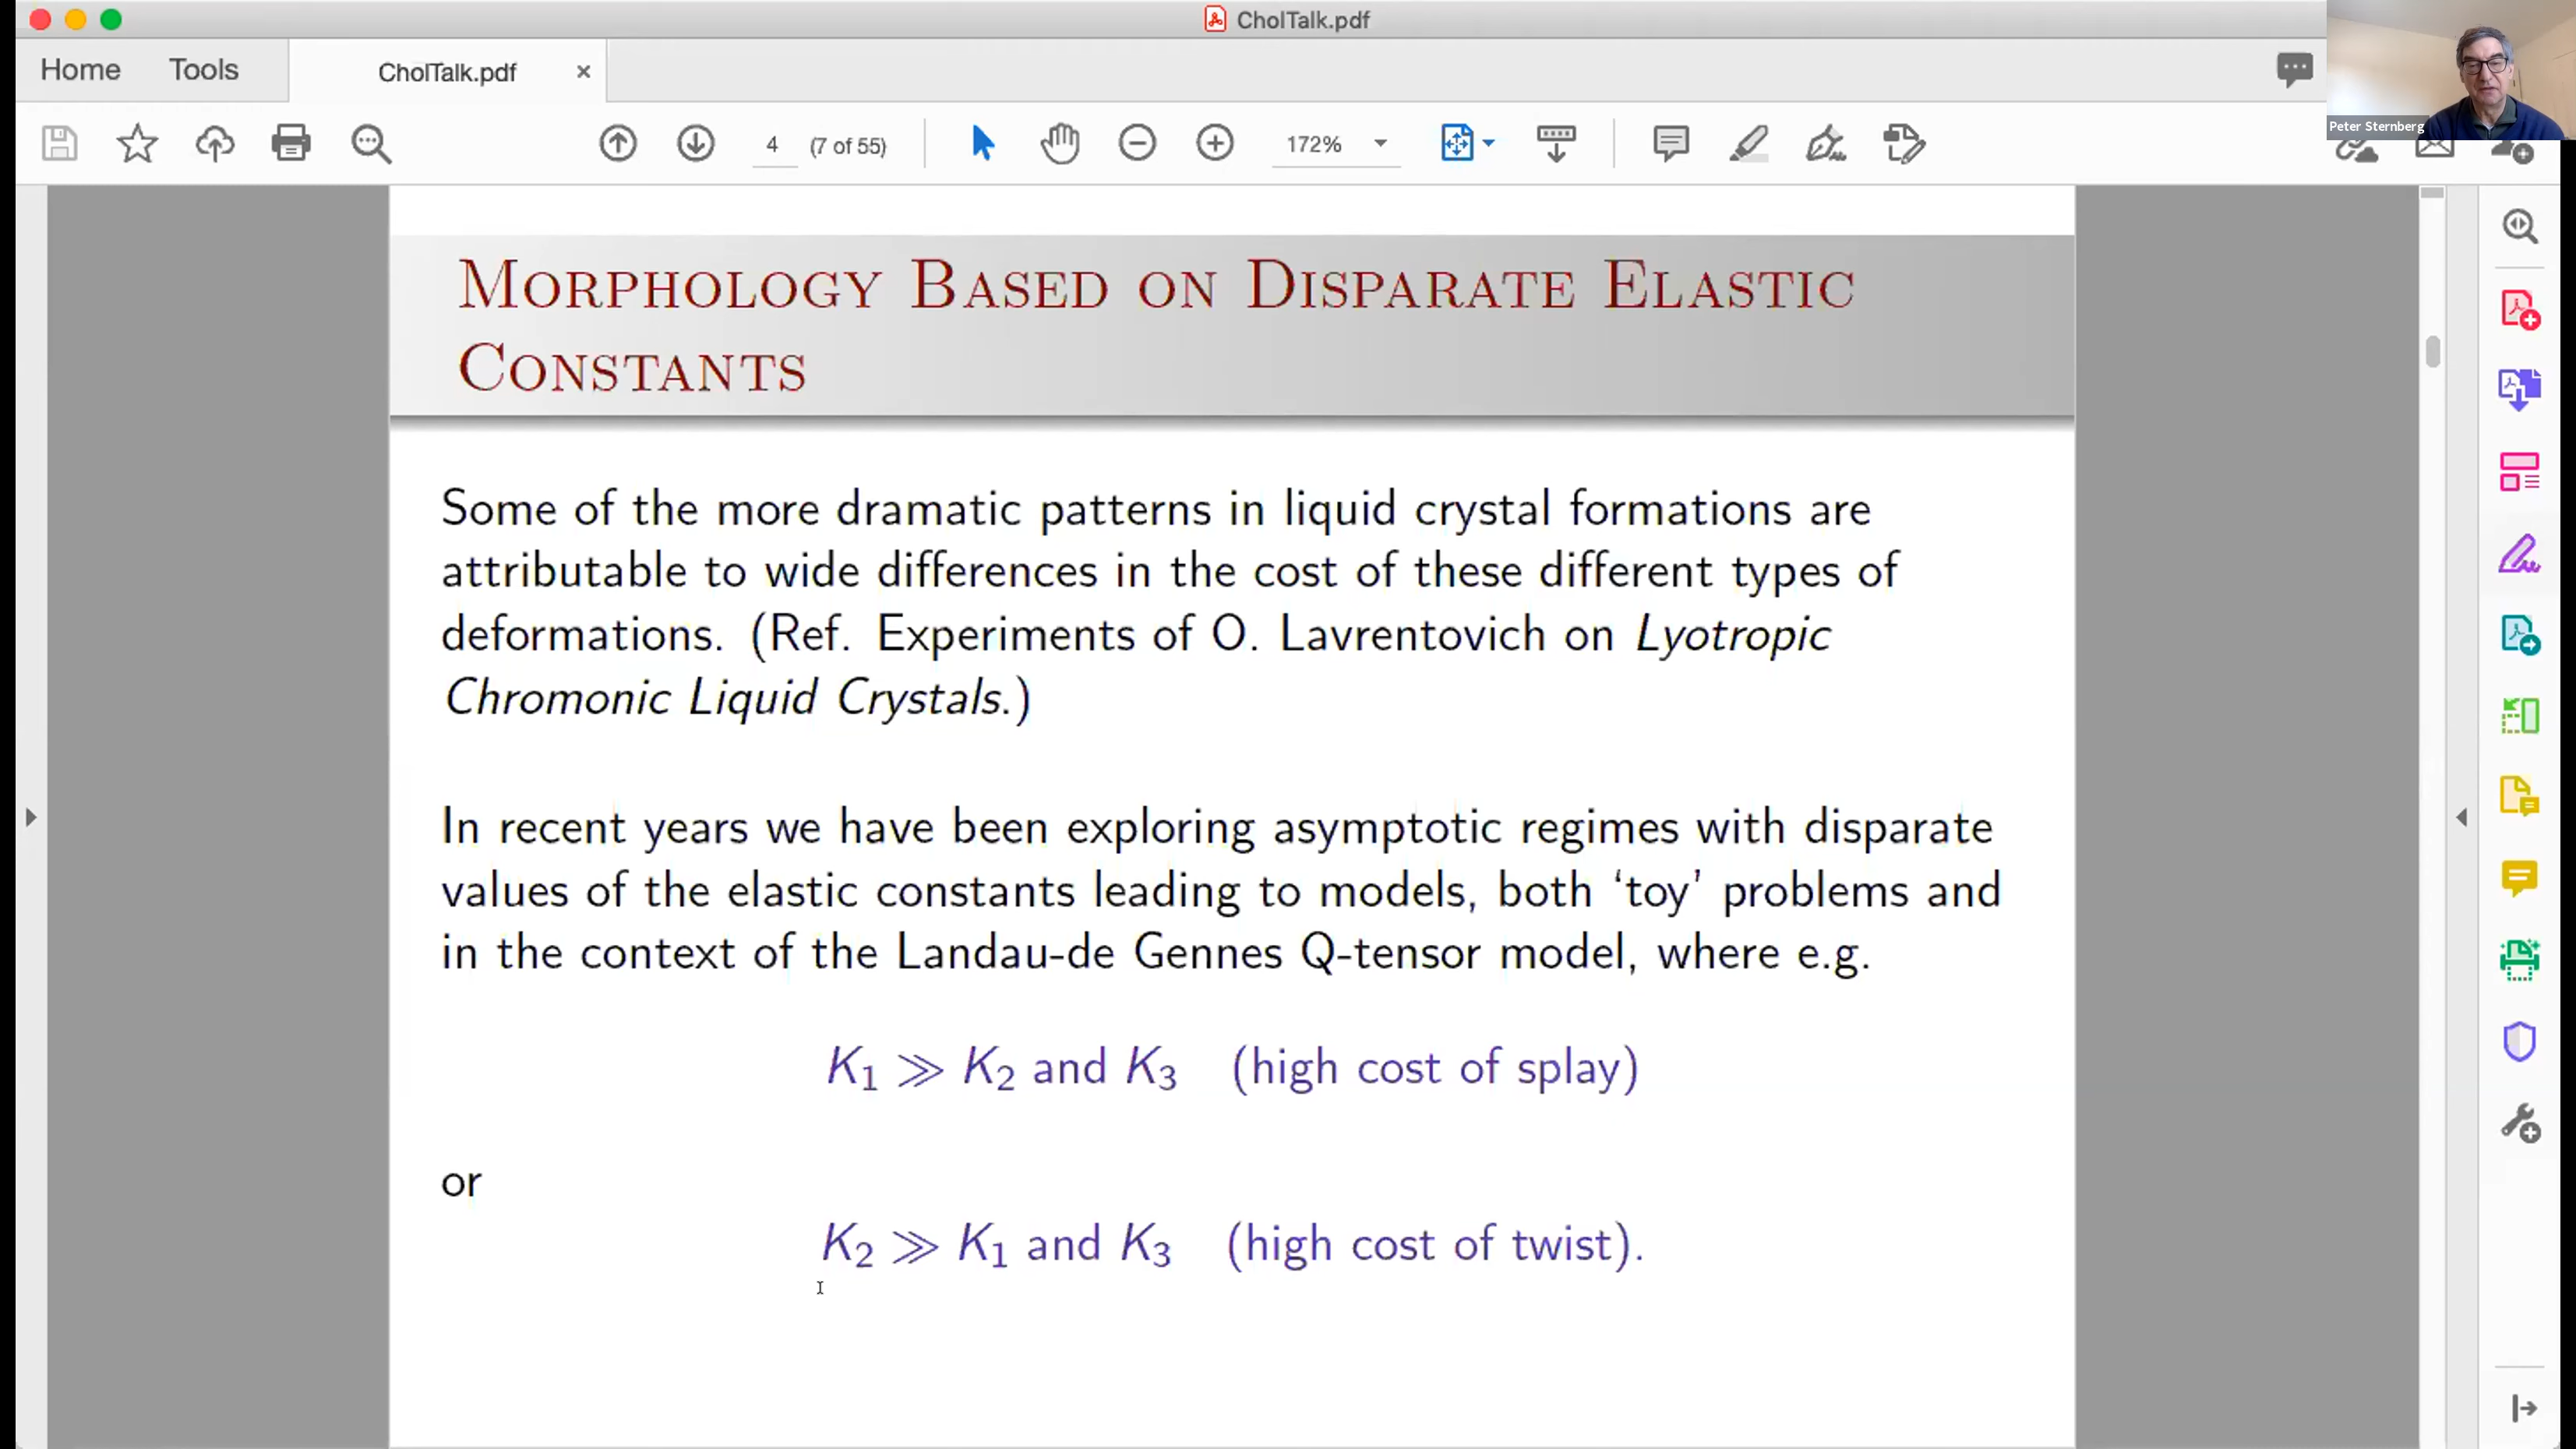 CholTalk.pdf
Home
Tools
CholTalk.pdf
4
(7 of 55)
172%
Peter Sternberg
MORPHOLOGY BASED ON DISPARATE ELASTIC
CONSTANTS
Some of the more dramatic patterns in liquid crystal formations are
attributable to wide differences in the cost of these different types of
deformations. (Ref. Experiments of O. Lavrentovich on Lyotropic
Chromonic Liquid Crystals.)
In recent years we have been exploring asymptotic regimes with disparate
values of the elastic constants leading to models, both ‘toy’ problems and
in the context of the Landau-de Gennes Q-tensor model, where e.g.
K₁ ≫ K₂ and K₃ (high cost of splay)
or
K₂ ≫ K₁ and K₃ (high cost of twist).